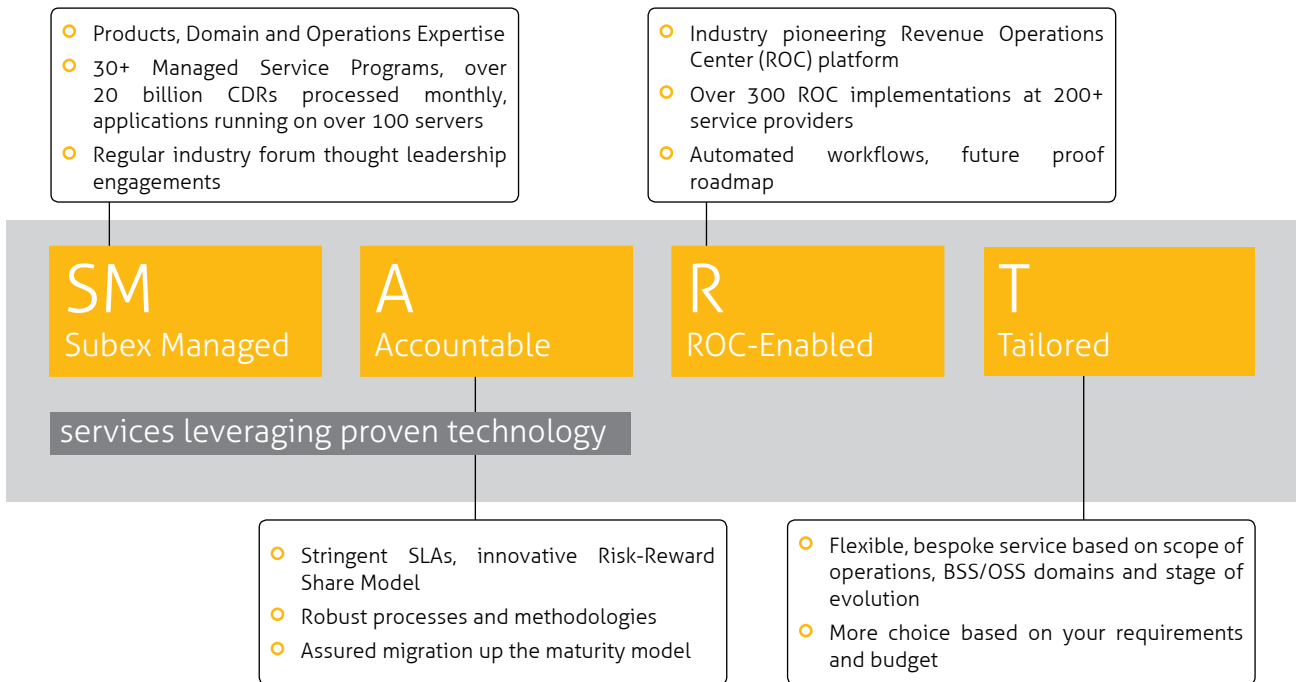 Products, Domain and Operations Expertise
30+ Managed Service Programs, over
20 billion CDRs processed monthly,
applications running on over 100 servers
Regular industry forum thought leadership
engagements
Industry pioneering Revenue Operations
Center (ROC) platform
Over 300 ROC implementations at 200+
service providers
Automated workflows, future proof
roadmap
SM
Subex Managed
A
Accountable
R
ROC-Enabled
T
Tailored
services leveraging proven technology
Stringent SLAs, innovative Risk-Reward
Share Model
Robust processes and methodologies
Assured migration up the maturity model
Flexible, bespoke service based on scope of
operations, BSS/OSS domains and stage of
evolution
More choice based on your requirements
and budget